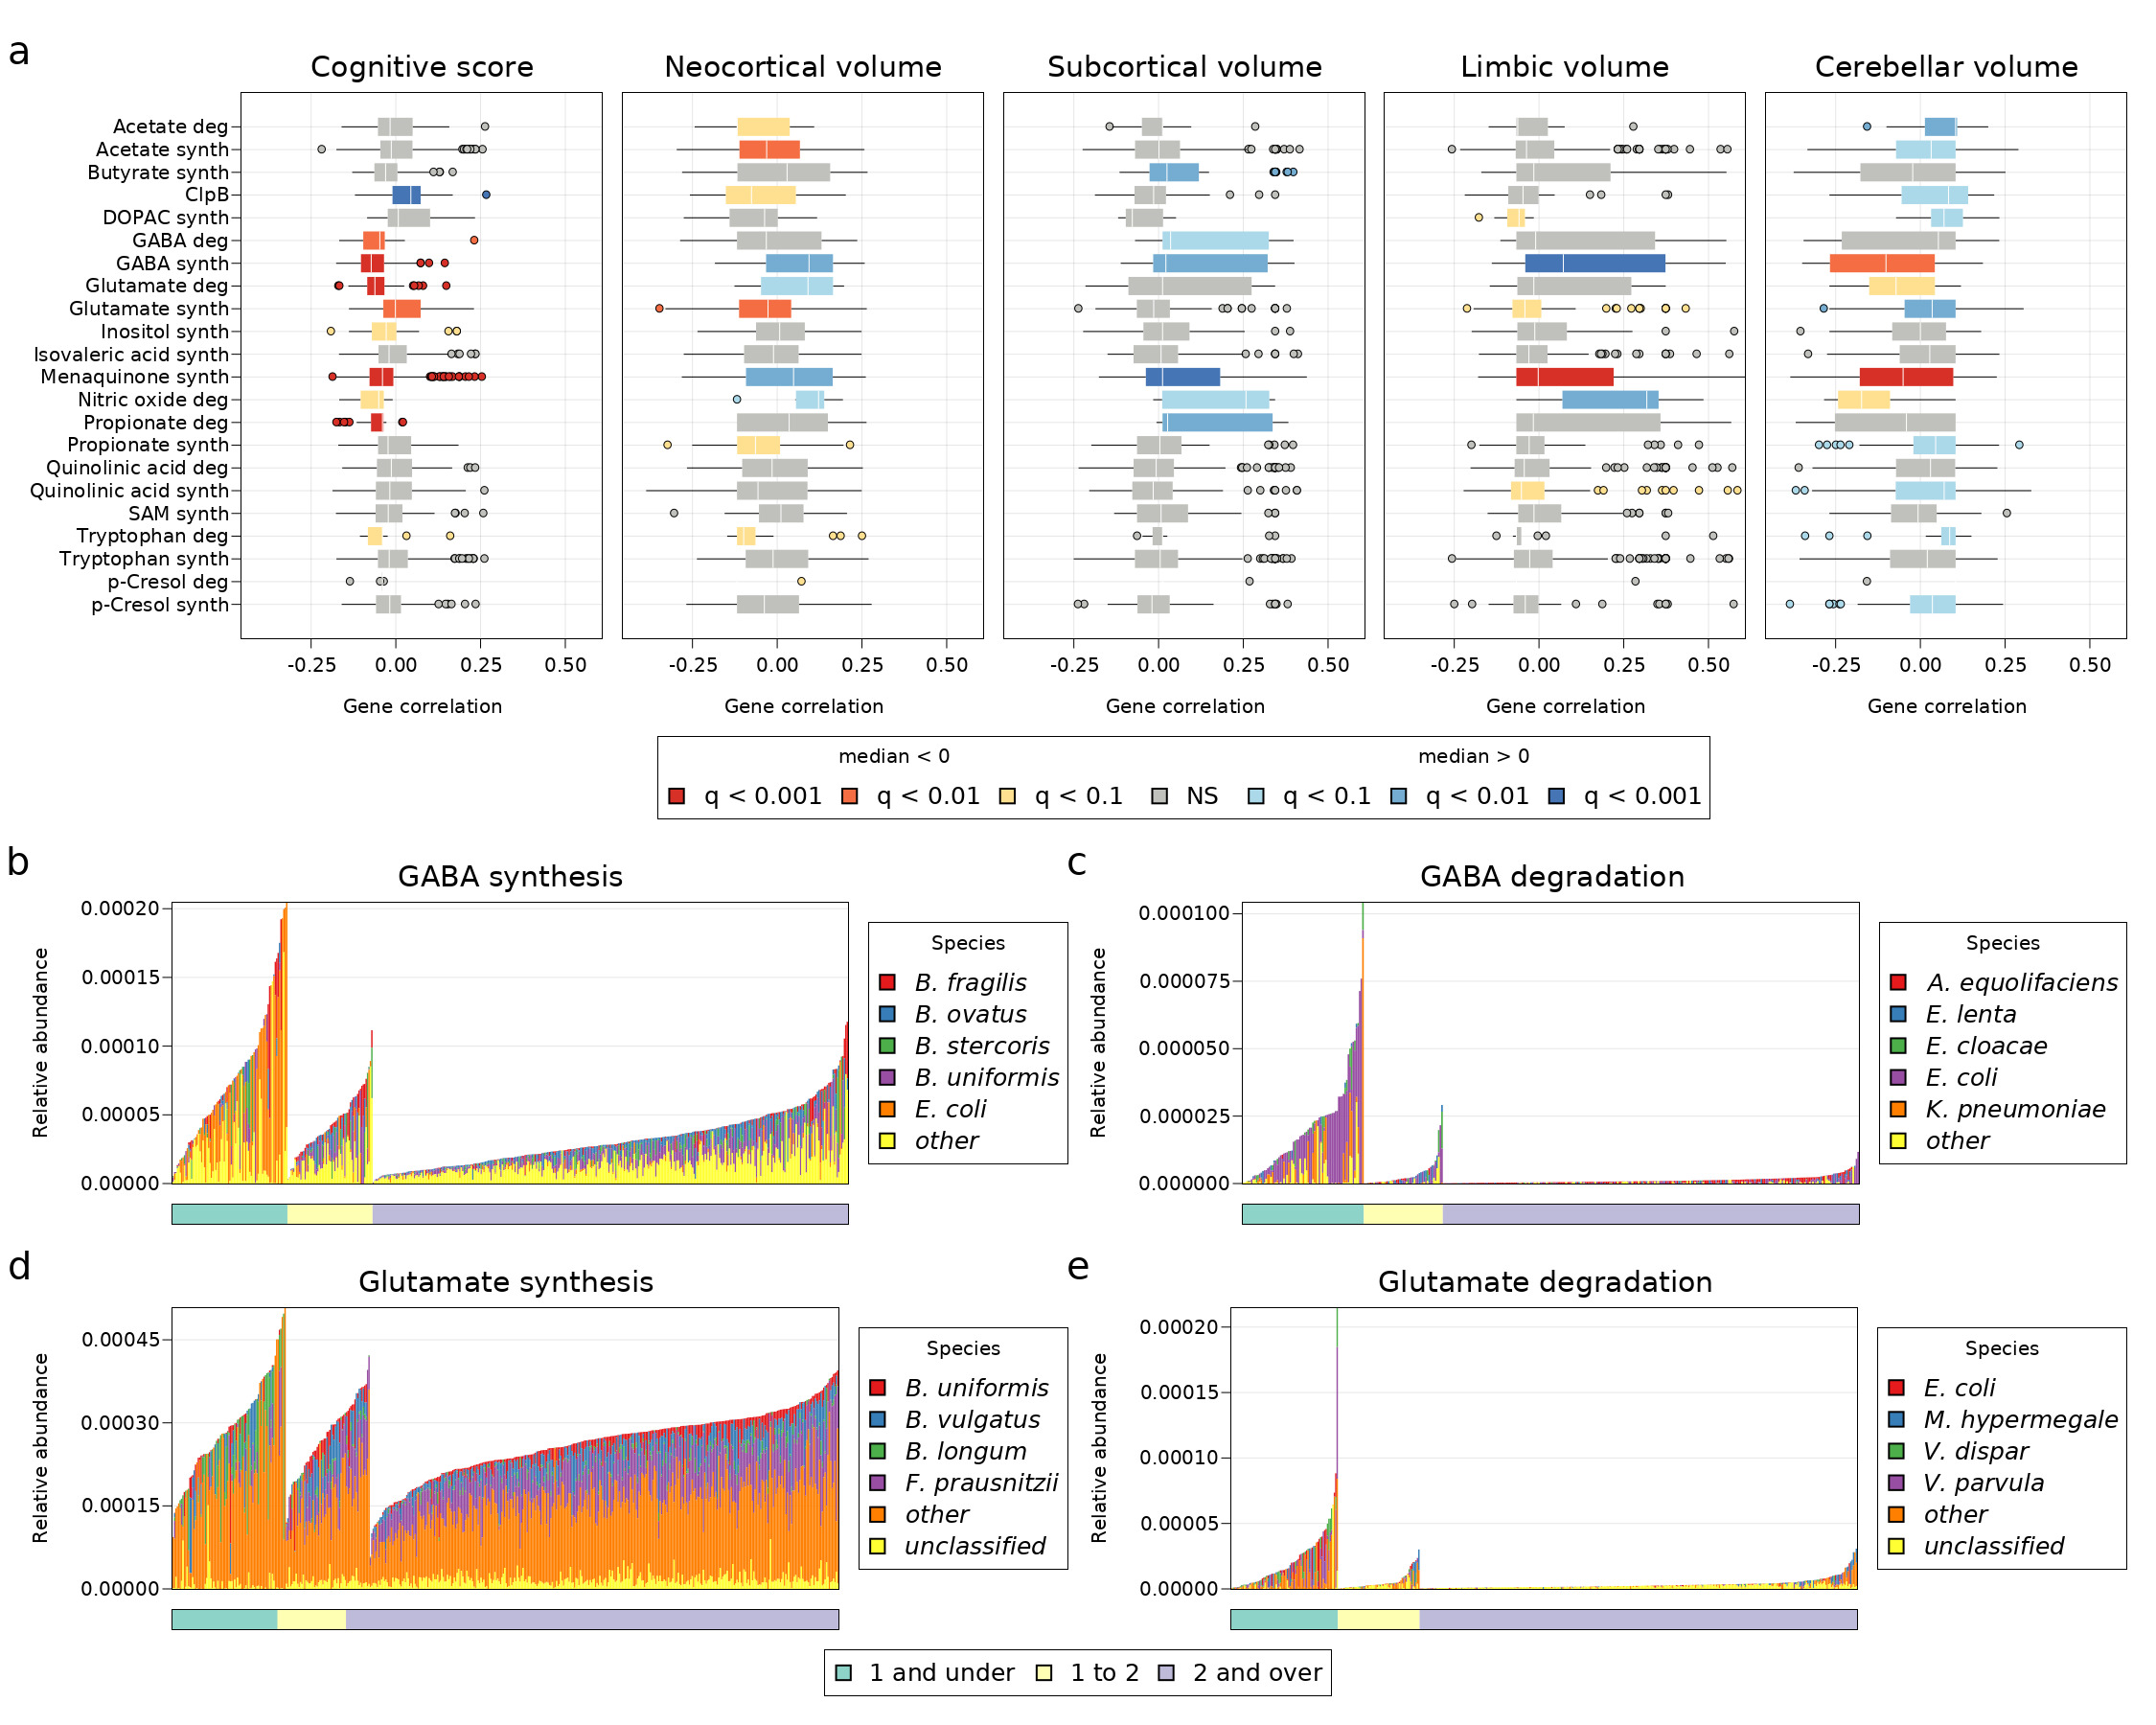 a
Cognitive score
Neocortical volume
Subcortical volume
Limbic volume
Cerebellar volume
Acetate deg
Acetate synth
Butyrate synth
ClpB
DOPAC synth
GABA deg
GABA synth
Glutamate deg
Glutamate synth
Inositol synth
Isovaleric acid synth
Menaquinone synth
Nitric oxide deg
Propionate deg
Propionate synth
Quinolinic acid deg
Quinolinic acid synth
SAM synth
Tryptophan deg
Tryptophan synth
p-Cresol deg
p-Cresol synth
-0.25 0.00 0.25 0.50
-0.25 0.00 0.25 0.50
-0.25 0.00 0.25 0.50
-0.25 0.00 0.25 0.50
-0.25 0.00 0.25 0.50
Gene correlation
Gene correlation
Gene correlation
Gene correlation
Gene correlation
median < 0 median > 0
q < 0.001 q < 0.01 q < 0.1 NS q < 0.1 q < 0.01 q < 0.001
b
GABA synthesis
Relative abundance
0.00020
0.00015
0.00010
0.00005
0.00000
Species
B. fragilis
B. ovatus
B. stercoris
B. uniformis
E. coli
other
c
GABA degradation
Relative abundance
0.000100
0.000075
0.000050
0.000025
0.000000
Species
A. equolifaciens
E. lenta
E. cloacae
E. coli
K. pneumoniae
other
d
Glutamate synthesis
Relative abundance
0.00045
0.00030
0.00015
0.00000
Species
B. uniformis
B. vulgatus
B. longum
F. prausnitzii
other
unclassified
e
Glutamate degradation
Relative abundance
0.00020
0.00015
0.00010
0.00005
0.00000
Species
E. coli
M. hypermegale
V. dispar
V. parvula
other
unclassified
1 and under 1 to 2 2 and over